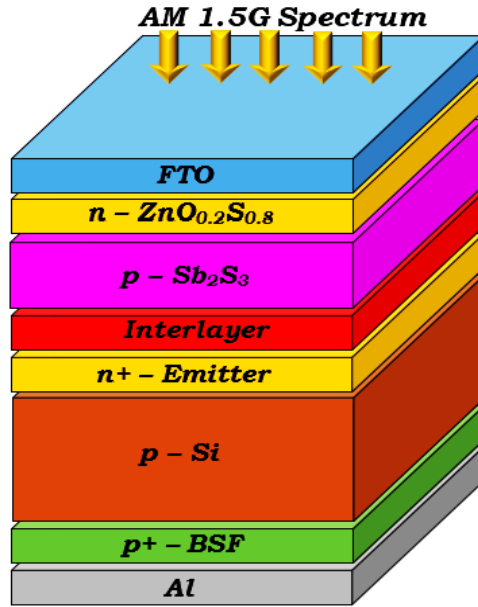 AM 1.5G Spectrum
FTO
n – ZnO₀.₂S₀.₈
p – Sb₂S₃
Interlayer
n+ – Emitter
p – Si
p+ – BSF
Al